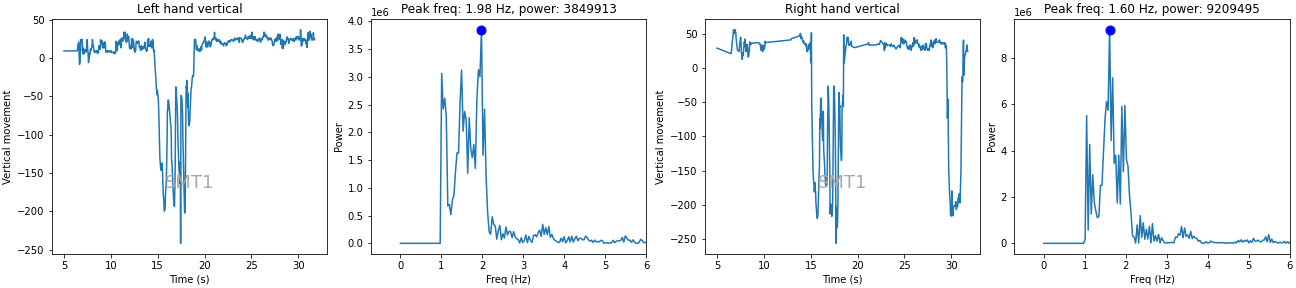 Left hand vertical
Vertical movement
50
0
−50
−100
−150
−200
−250
SMT1
5 10 15 20 25 30
Time (s)
Peak freq: 1.98 Hz, power: 3849913
1e6
Power
4.0
3.5
3.0
2.5
2.0
1.5
1.0
0.5
0.0
0 1 2 3 4 5 6
Freq (Hz)
Right hand vertical
Vertical movement
50
0
−50
−100
−150
−200
−250
SMT1
5 10 15 20 25 30
Time (s)
Peak freq: 1.60 Hz, power: 9209495
1e6
Power
8
6
4
2
0
0 1 2 3 4 5 6
Freq (Hz)